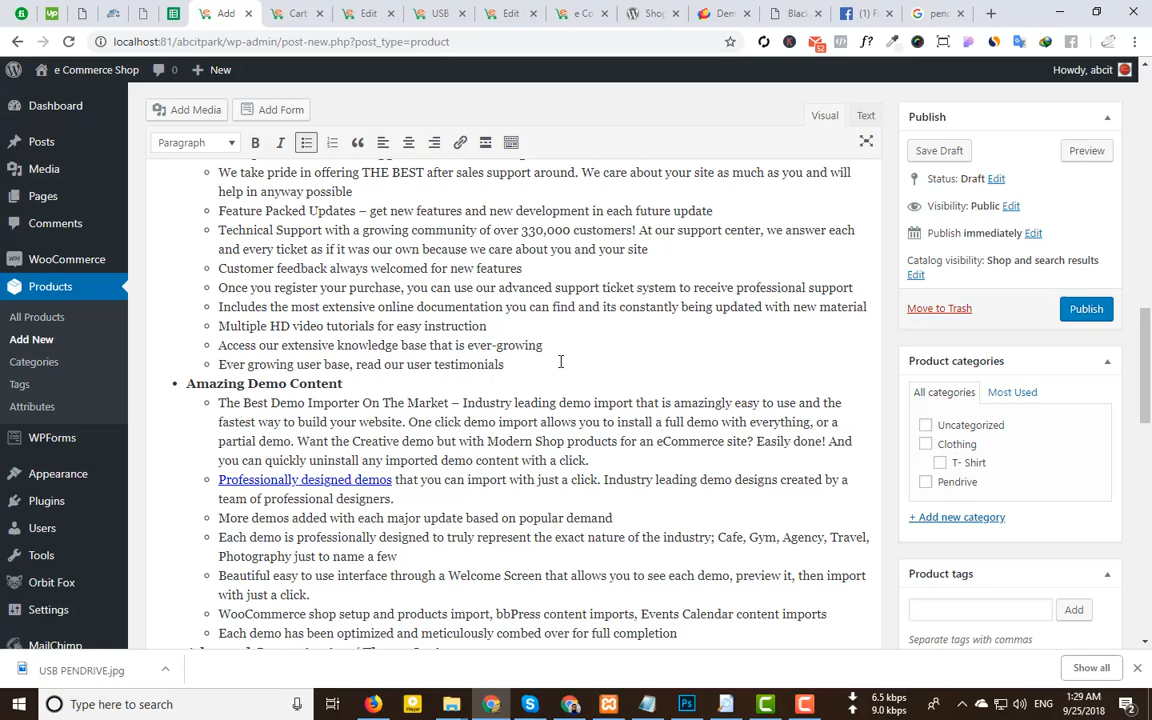 Add
Cart
Edit
USB
Edit
e Co
Shop
Dem
Black
(1) F
pend
localhost:81/abcitpark/wp-admin/post-new.php?post_type=product
52
e Commerce Shop
0
New
Howdy, abcit
Dashboard
Posts
Media
Pages
Comments
WooCommerce
Products
All Products
Add New
Categories
Tags
Attributes
WPForms
Appearance
Plugins
Users
Tools
Orbit Fox
Settings
MailChimp
Add Media
Add Form
Visual
Text
Paragraph
We take pride in offering THE BEST after sales support around. We care about your site as much as you and will
help in anyway possible
Feature Packed Updates – get new features and new development in each future update
Technical Support with a growing community of over 330,000 customers! At our support center, we answer each
and every ticket as if it was our own because we care about you and your site
Customer feedback always welcomed for new features
Once you register your purchase, you can use our advanced support ticket system to receive professional support
Includes the most extensive online documentation you can find and its constantly being updated with new material
Multiple HD video tutorials for easy instruction
Access our extensive knowledge base that is ever-growing
Ever growing user base, read our user testimonials
Amazing Demo Content
The Best Demo Importer On The Market – Industry leading demo import that is amazingly easy to use and the
fastest way to build your website. One click demo import allows you to install a full demo with everything, or a
partial demo. Want the Creative demo but with Modern Shop products for an eCommerce site? Easily done! And
you can quickly uninstall any imported demo content with a click.
Professionally designed demos that you can import with just a click. Industry leading demo designs created by a
team of professional designers.
More demos added with each major update based on popular demand
Each demo is professionally designed to truly represent the exact nature of the industry; Cafe, Gym, Agency, Travel,
Photography just to name a few
Beautiful easy to use interface through a Welcome Screen that allows you to see each demo, preview it, then import
with just a click.
WooCommerce shop setup and products import, bbPress content imports, Events Calendar content imports
Each demo has been optimized and meticulously combed over for full completion
Publish
Save Draft
Preview
Status: Draft Edit
Visibility: Public Edit
Publish immediately Edit
Catalog visibility: Shop and search results
Edit
Move to Trash
Publish
Product categories
All categories
Most Used
Uncategorized
Clothing
T- Shirt
Pendrive
+ Add new category
Product tags
Add
Separate tags with commas
USB PENDRIVE.jpg
Show all
Type here to search
6.5 kbps
9.0 kbps
ENG
1:29 AM
9/25/2018
2